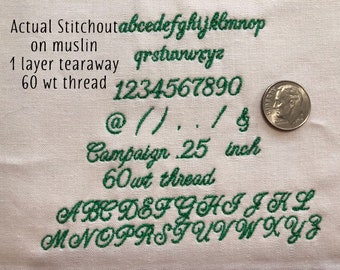 Actual Stitchout
on muslin
1 layer tearaway
60 wt thread
abcdefghijklmnop
qrstuvwxyz
1234567890
@ ( ) , . / &
Campaign .25 inch
60wt thread
ABCDEFGHIJKL
MNOPQRSTUVWXYZ